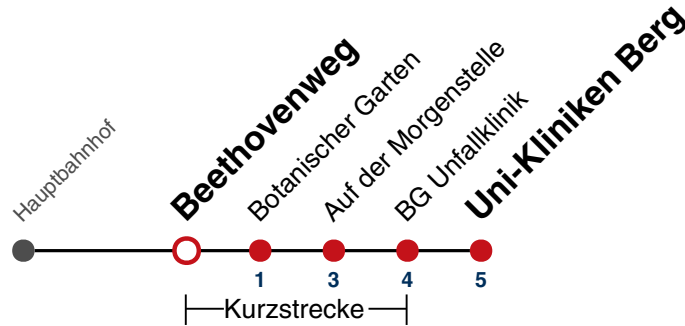 Hauptbahnhof
Beethovenweg
Botanischer Garten
Auf der Morgenstelle
BG Unfallklinik
Uni-Kliniken Berg
1 3 4 5
Kurzstrecke